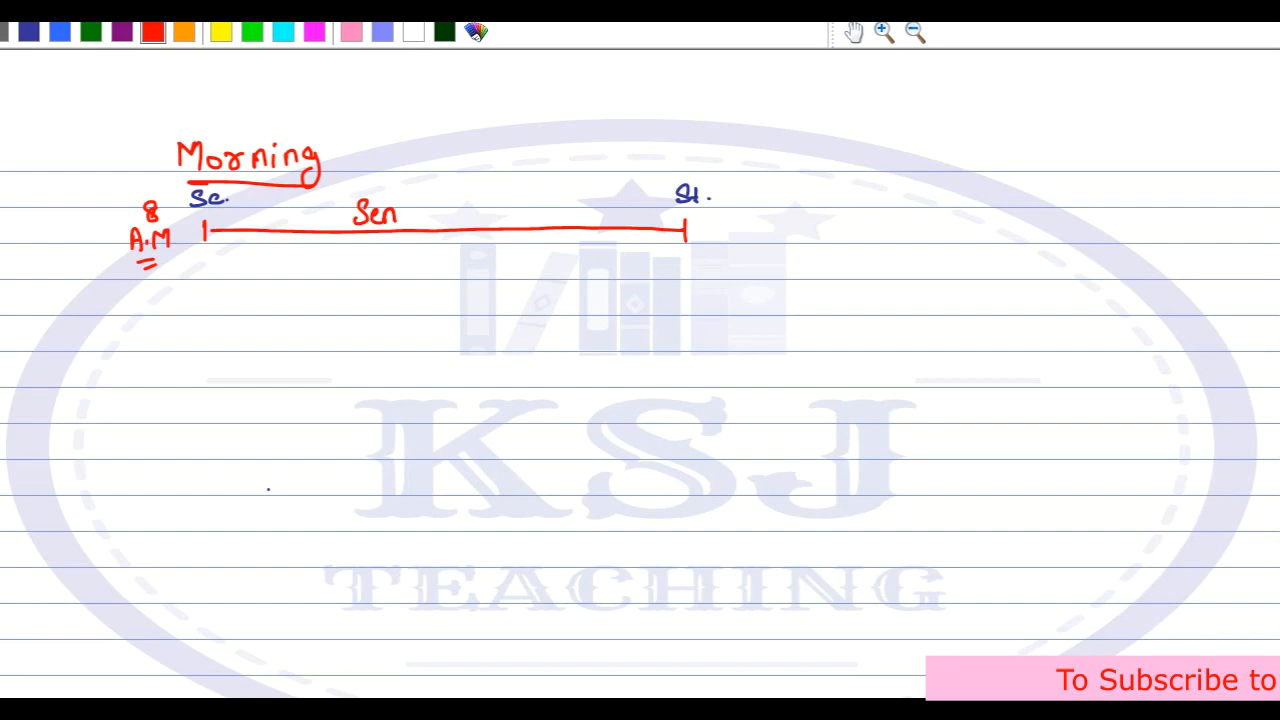 Morning
Sc. St.
8 Sen
A.M
KSJ
TEACHING
To Subscribe to